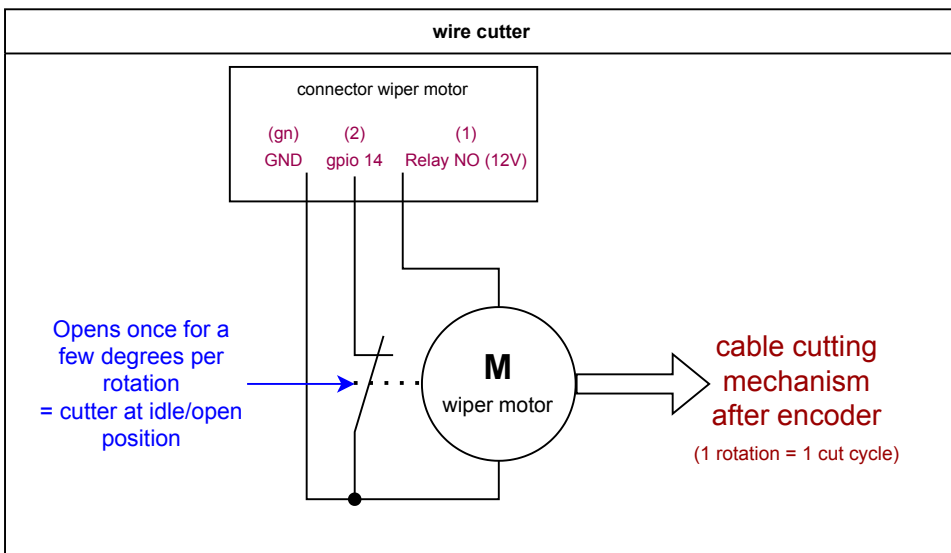 wire cutter
connector wiper motor
(gn) (2) (1)
GND gpio 14 Relay NO (12V)
Opens once for a
few degrees per
rotation
= cutter at idle/open
position
M
wiper motor
cable cutting
mechanism
after encoder
(1 rotation = 1 cut cycle)